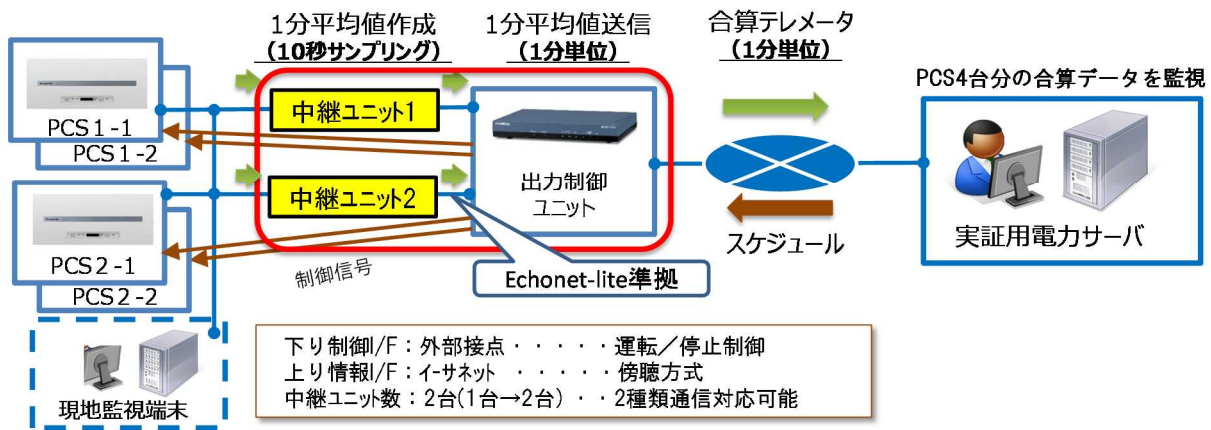 1分平均値作成
(10秒サンプリング)
1分平均値送信
(1分単位)
合算テレメータ
(1分単位)
PCS4台分の合算データを監視
PCS1-1
PCS1-2
中継ユニット1
中継ユニット2
出力制御
ユニット
スケジュール
実証用電力サーバ
PCS2-1
PCS2-2
制御信号
Echonet-lite準拠
現地監視端末
下り制御I/F：外部接点・・・・・運転／停止制御
上り情報I/F：イーサネット ・・・・・傍聴方式
中継ユニット数：2台(1台→2台)・・2種類通信対応可能